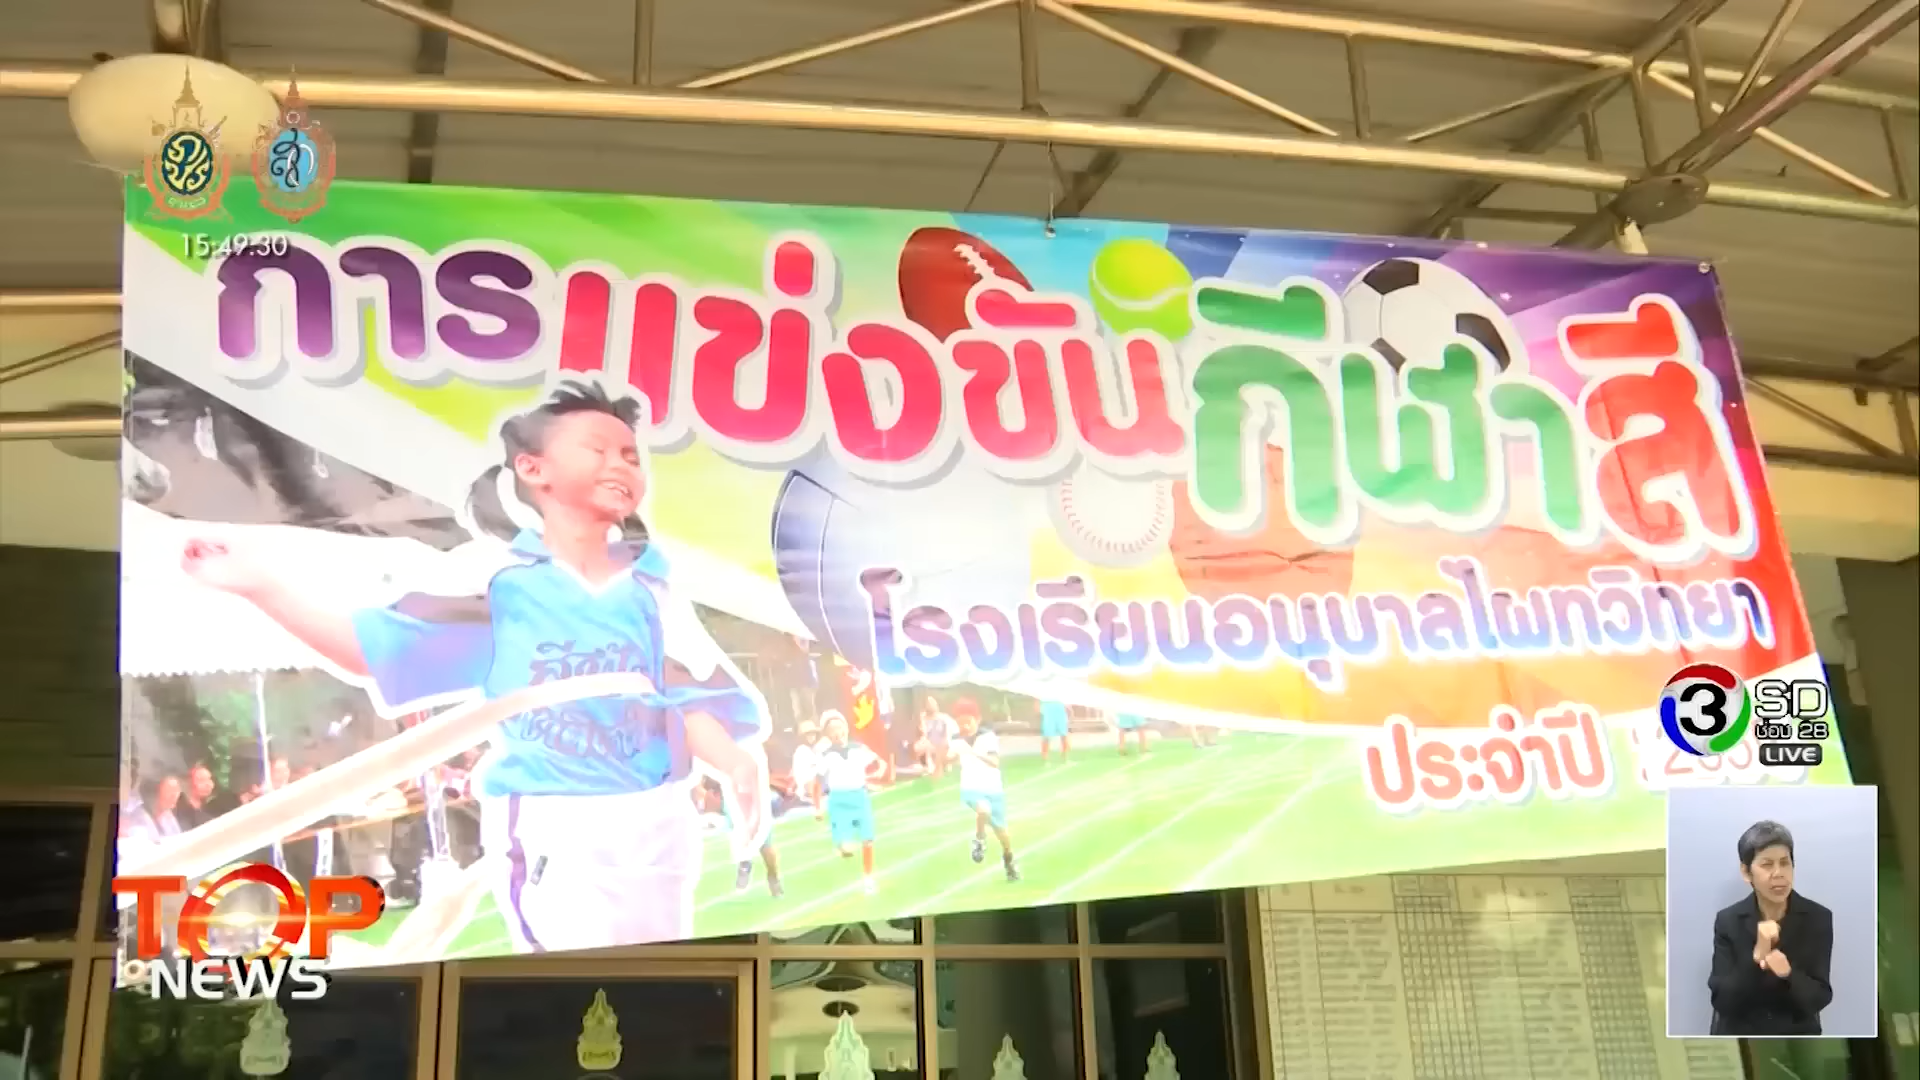 15:49:30
การแข่งขันกีฬาสี
โรงเรียนอนุบาลไผทวิทยา
ประจำปี
3 SD
ช่อง 28
LIVE
TOP
NEWS